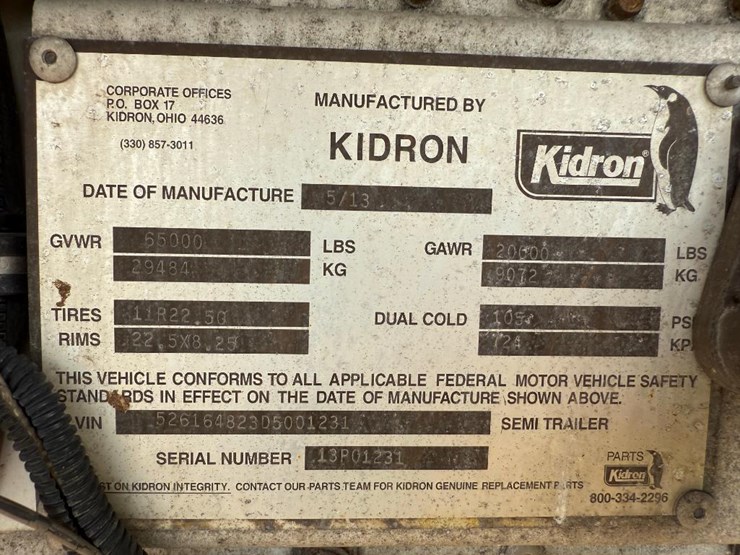 CORPORATE OFFICES
P.O. BOX 17
KIDRON, OHIO 44636
(330) 857-3011
MANUFACTURED BY
KIDRON
Kidron®
DATE OF MANUFACTURE 5/13
GVWR 65000 LBS GAWR 20000 LBS
29484 KG 9072 KG
TIRES 11R22.5G DUAL COLD 105 PSI
RIMS 22.5X8.25 724 KP
THIS VEHICLE CONFORMS TO ALL APPLICABLE FEDERAL MOTOR VEHICLE SAFETY
STANDARDS IN EFFECT ON THE DATE OF MANUFACTURE SHOWN ABOVE.
VIN 526164823D5001231 SEMI TRAILER
SERIAL NUMBER 13P01231
PARTS
Kidron
ON KIDRON INTEGRITY. CONTACT OUR PARTS TEAM FOR KIDRON GENUINE REPLACEMENT PARTS
800-334-2296